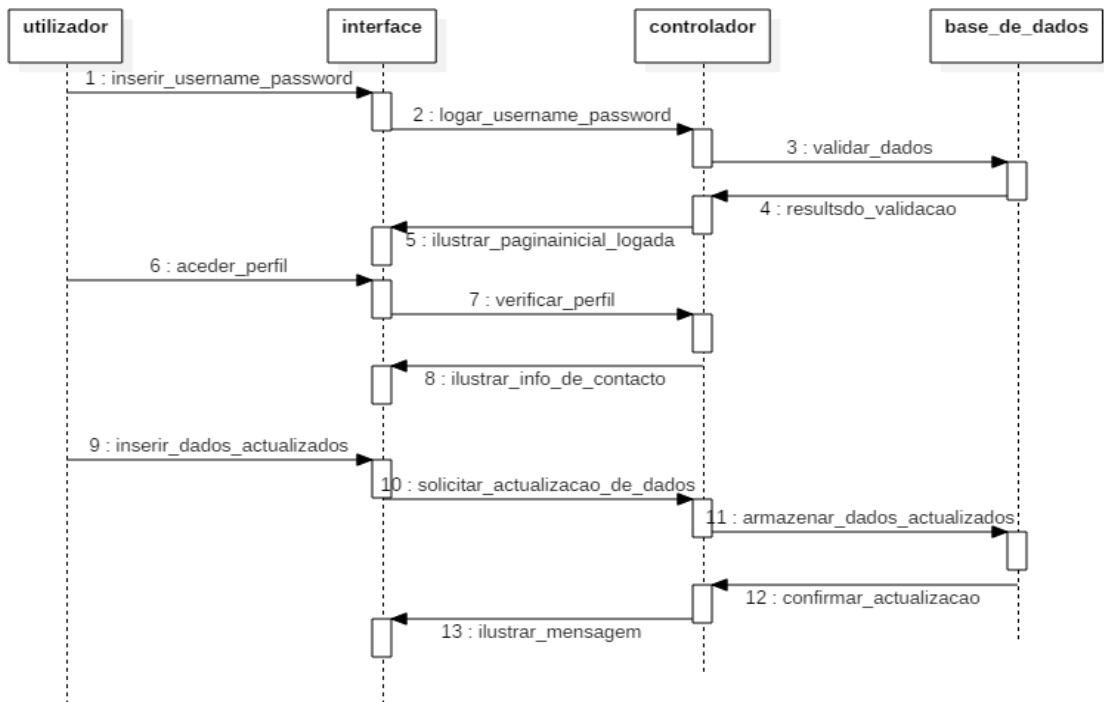 utilizador
interface
controlador
base_de_dados
1 : inserir_username_password
2 : logar_username_password
3 : validar_dados
4 : resultsdo_validacao
5 : ilustrar_paginainicial_logada
6 : aceder_perfil
7 : verificar_perfil
8 : ilustrar_info_de_contacto
9 : inserir_dados_actualizados
10 : solicitar_actualizacao_de_dados
11 : armazenar_dados_actualizados
12 : confirmar_actualizacao
13 : ilustrar_mensagem